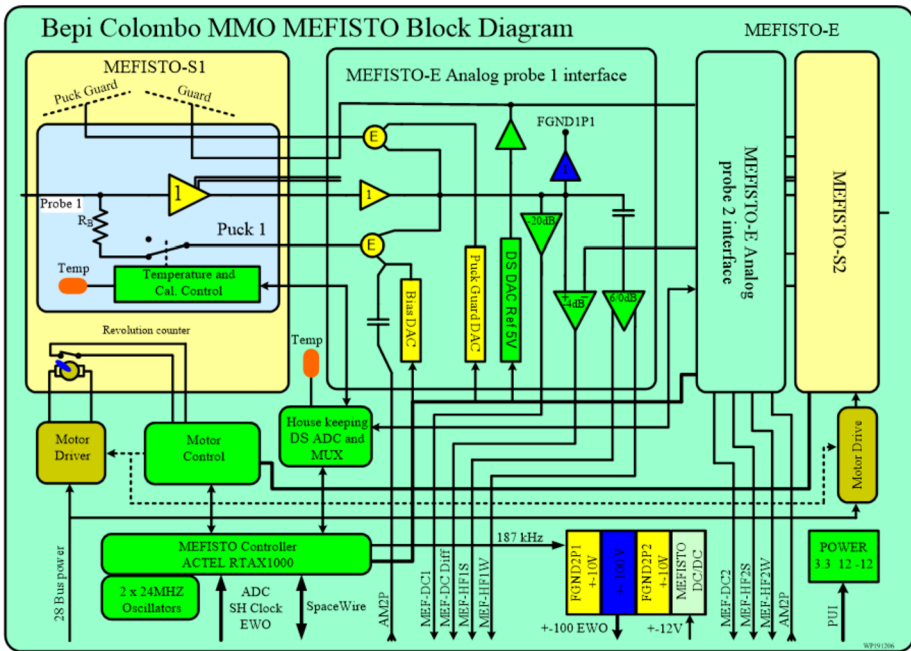 Bepi Colombo MMO MEFISTO Block Diagram
MEFISTO-E
MEFISTO-S1
Puck Guard
Guard
MEFISTO-E Analog probe 1 interface
FGND1P1
E
1
1
Probe 1
RB
Puck 1
E
-20dB
+ -
-4dB
6/0dB
Temp
Temperature and
Cal. Control
Bias DAC
Puck Guard DAC
DS DAC Ref 5V
MEFISTO-E Analog
probe 2 interface
MEFISTO-S2
Revolution counter
Temp
Motor
Driver
Motor
Control
House keeping
DS ADC and
MUX
Motor Drive
MEFISTO Controller
ACTEL RTAX1000
187 kHz
2 x 24MHZ
Oscillators
28 Bus power
ADC
SH Clock
EWO
SpaceWire
AM2P
MEF-DC1
MEF-DC Diff
MEF-HF1S
MEF-HF1W
FGND2P1
+-10V
+-100V
FGND2P2
+-10V
MEFISTO
DC/DC
+-100 EWO
+-12V
MEF-DC2
MEF-HF2S
MEF-HF2W
AM2P
POWER
3.3 12 -12
PUI
WP191206